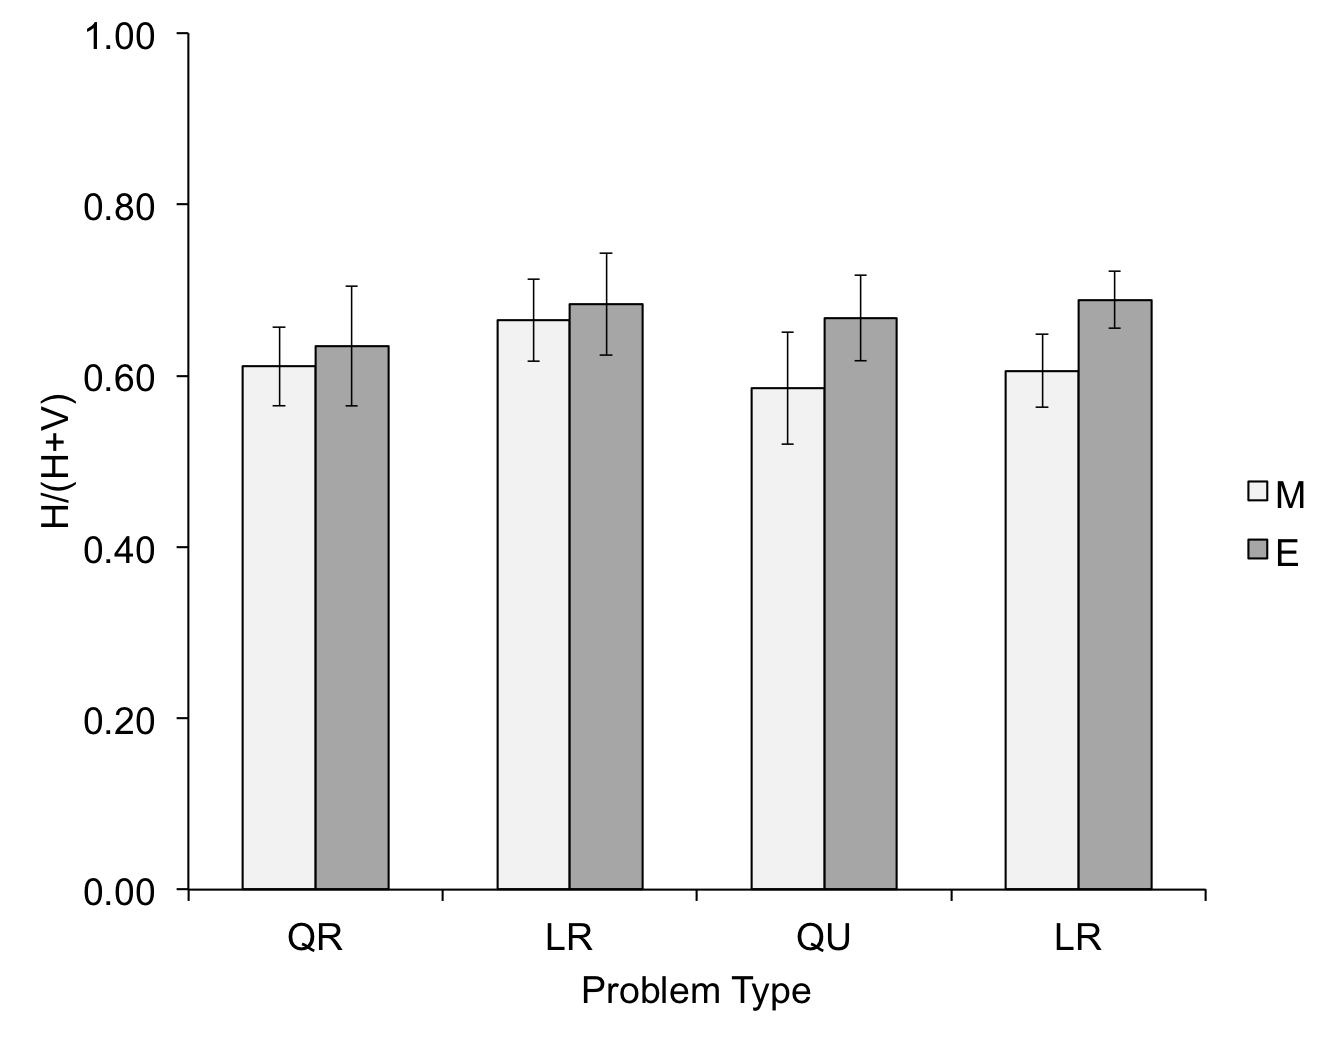 1.00
0.80
0.60
0.40
0.20
0.00
H/(H+V)
QR LR QU LR
Problem Type
M
E